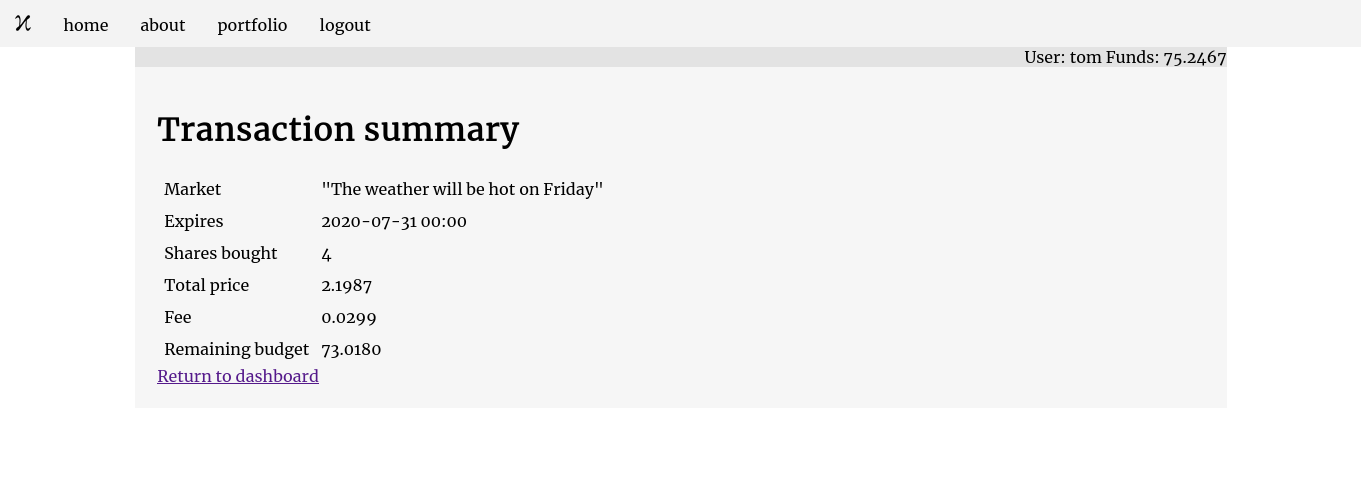 home about portfolio logout
User: tom Funds: 75.2467
Transaction summary
Market "The weather will be hot on Friday"
Expires 2020-07-31 00:00
Shares bought 4
Total price 2.1987
Fee 0.0299
Remaining budget 73.0180
Return to dashboard